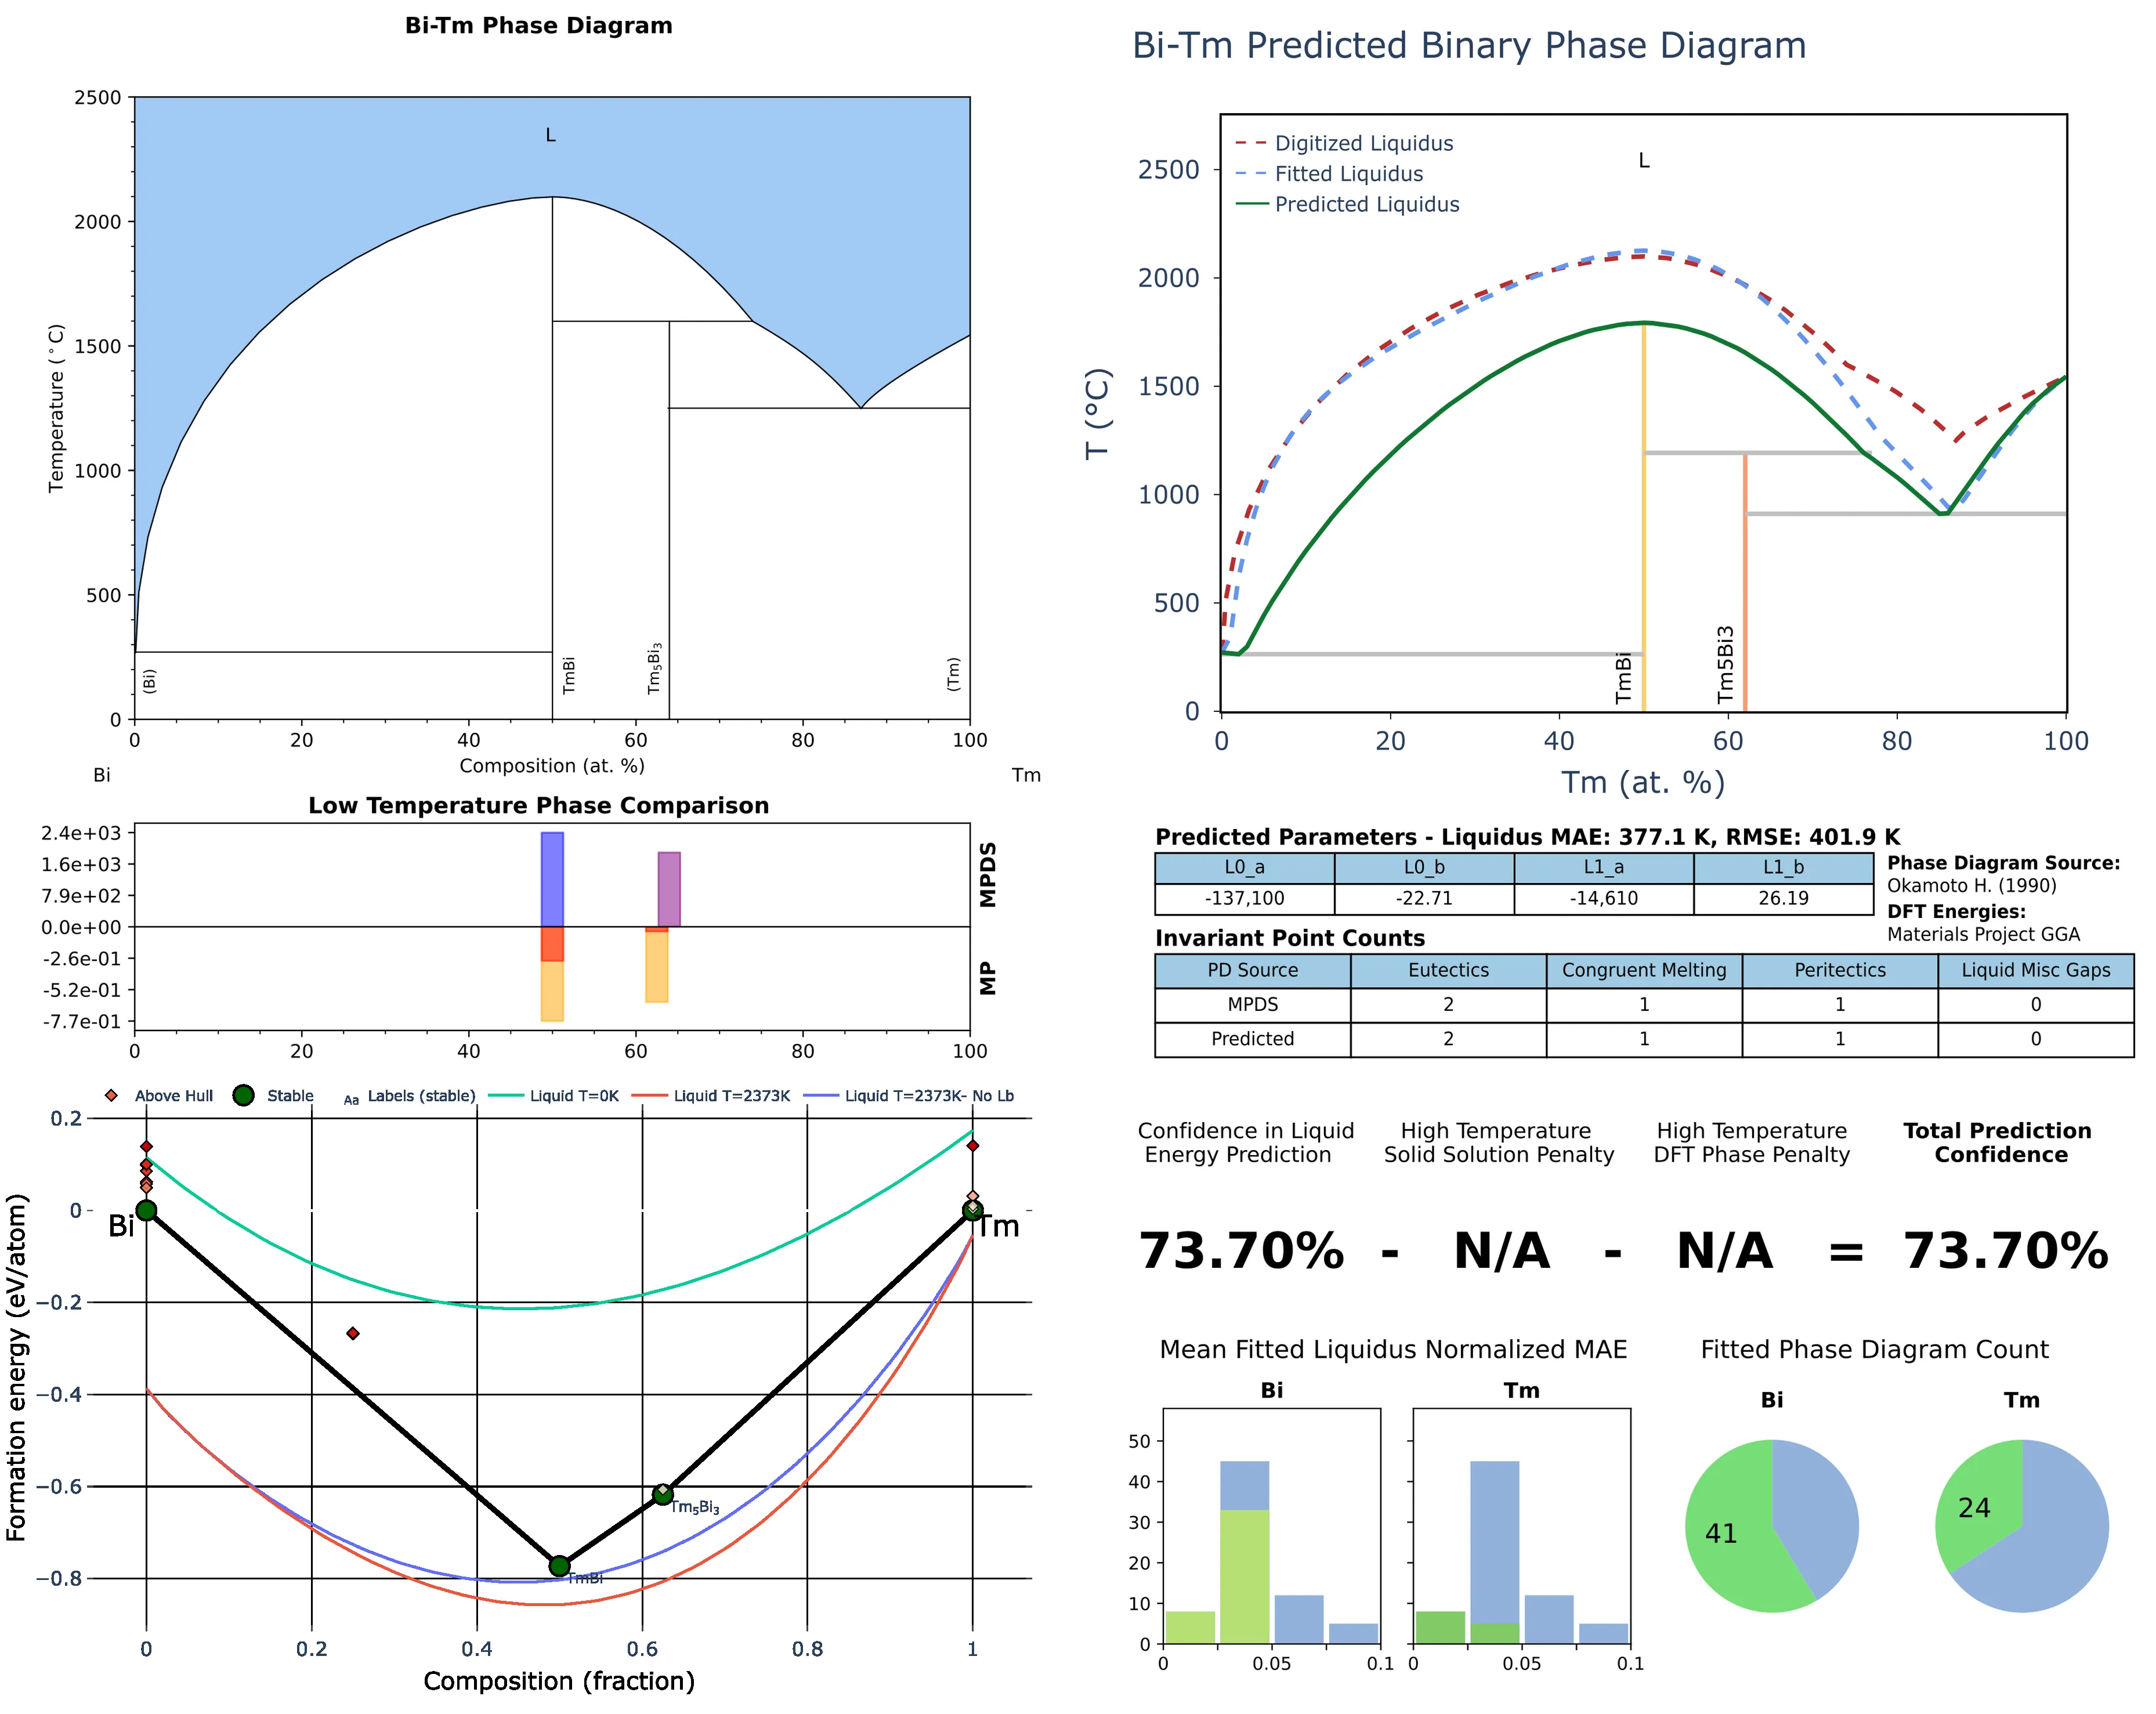 Bi-Tm Phase Diagram
2500
2000
1500
1000
500
0
Temperature (°C)
L
(Bi)
TmBi
Tm₅Bi₃
(Tm)
0 20 40 60 80 100
Composition (at. %)
Bi Tm
Bi-Tm Predicted Binary Phase Diagram
Digitized Liquidus
Fitted Liquidus
Predicted Liquidus
L
2500
2000
1500
1000
500
0
T (°C)
TmBi
Tm5Bi3
0 20 40 60 80 100
Tm (at. %)
Low Temperature Phase Comparison
2.4e+03
1.6e+03
7.9e+02
0.0e+00
-2.6e-01
-5.2e-01
-7.7e-01
MPDS
MP
0 20 40 60 80 100
Predicted Parameters - Liquidus MAE: 377.1 K, RMSE: 401.9 K
L0_a L0_b L1_a L1_b
-137,100 -22.71 -14,610 26.19
Phase Diagram Source:
Okamoto H. (1990)
DFT Energies:
Materials Project GGA
Invariant Point Counts
PD Source Eutectics Congruent Melting Peritectics Liquid Misc Gaps
MPDS 2 1 1 0
Predicted 2 1 1 0
Above Hull Stable Aa Labels (stable) Liquid T=0K Liquid T=2373K Liquid T=2373K- No Lb
0.2
0
−0.2
−0.4
−0.6
−0.8
Formation energy (eV/atom)
Bi
Tm
Tm₅Bi₃
TmBi
0 0.2 0.4 0.6 0.8 1
Composition (fraction)
Confidence in Liquid
Energy Prediction
High Temperature
Solid Solution Penalty
High Temperature
DFT Phase Penalty
Total Prediction
Confidence
73.70% - N/A - N/A = 73.70%
Mean Fitted Liquidus Normalized MAE
Bi Tm
50
40
30
20
10
0
0 0.05 0.1
0 0.05 0.1
Fitted Phase Diagram Count
Bi Tm
41
24